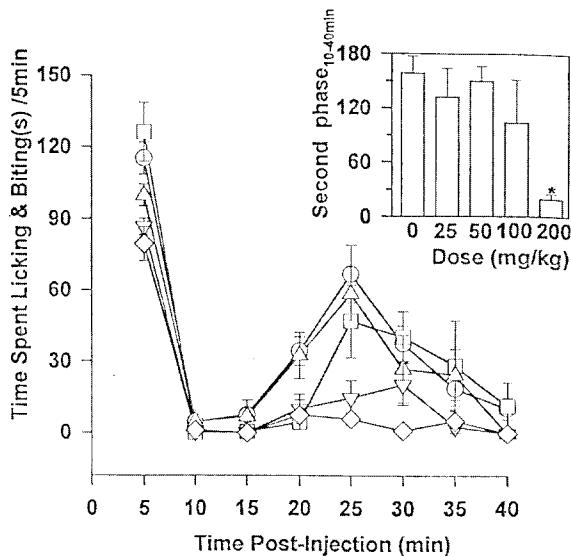 150
120
90
60
30
0
Time Spent Licking & Biting(s) /5min
0 5 10 15 20 25 30 35 40
Time Post-Injection (min)
180
120
60
0
Second phase10-40min
*
0 25 50 100 200
Dose (mg/kg)